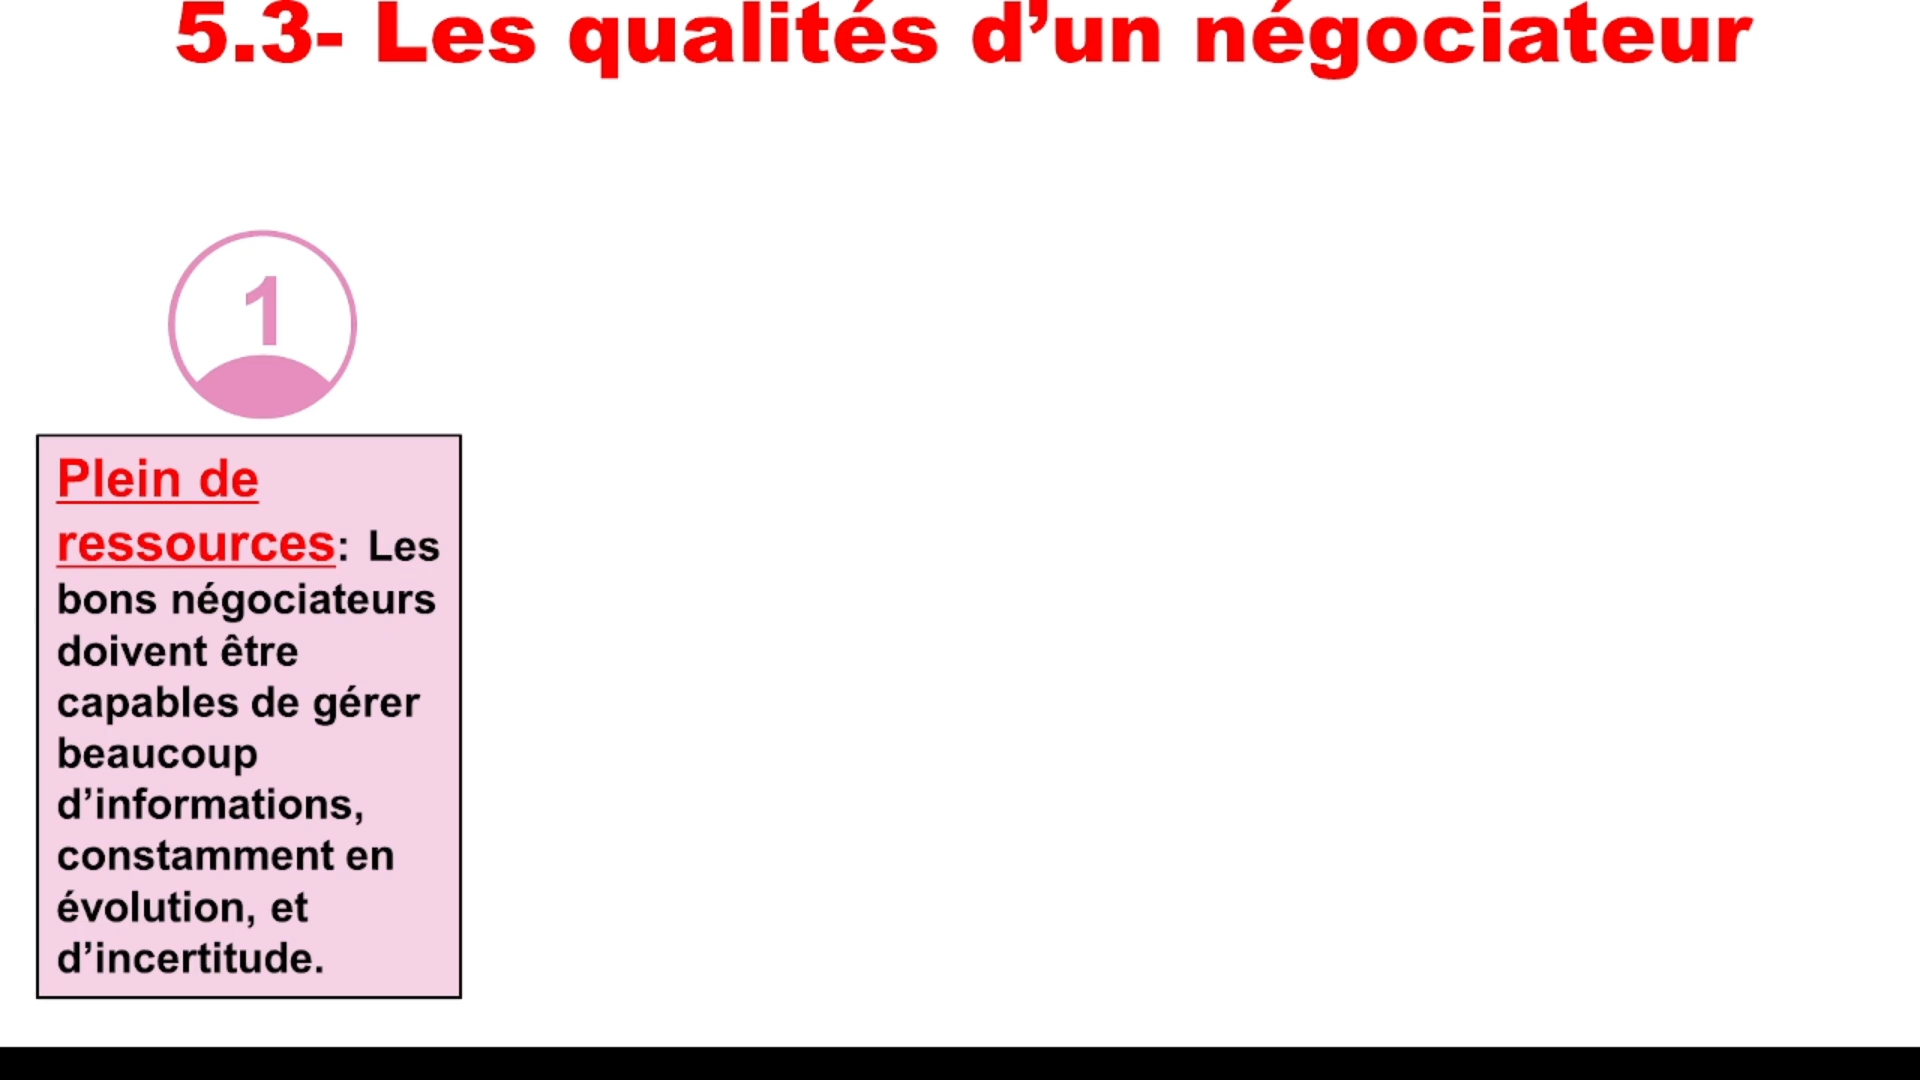 5.3- Les qualités d’un négociateur
1
Plein de
ressources: Les
bons négociateurs
doivent être
capables de gérer
beaucoup
d’informations,
constamment en
évolution, et
d’incertitude.